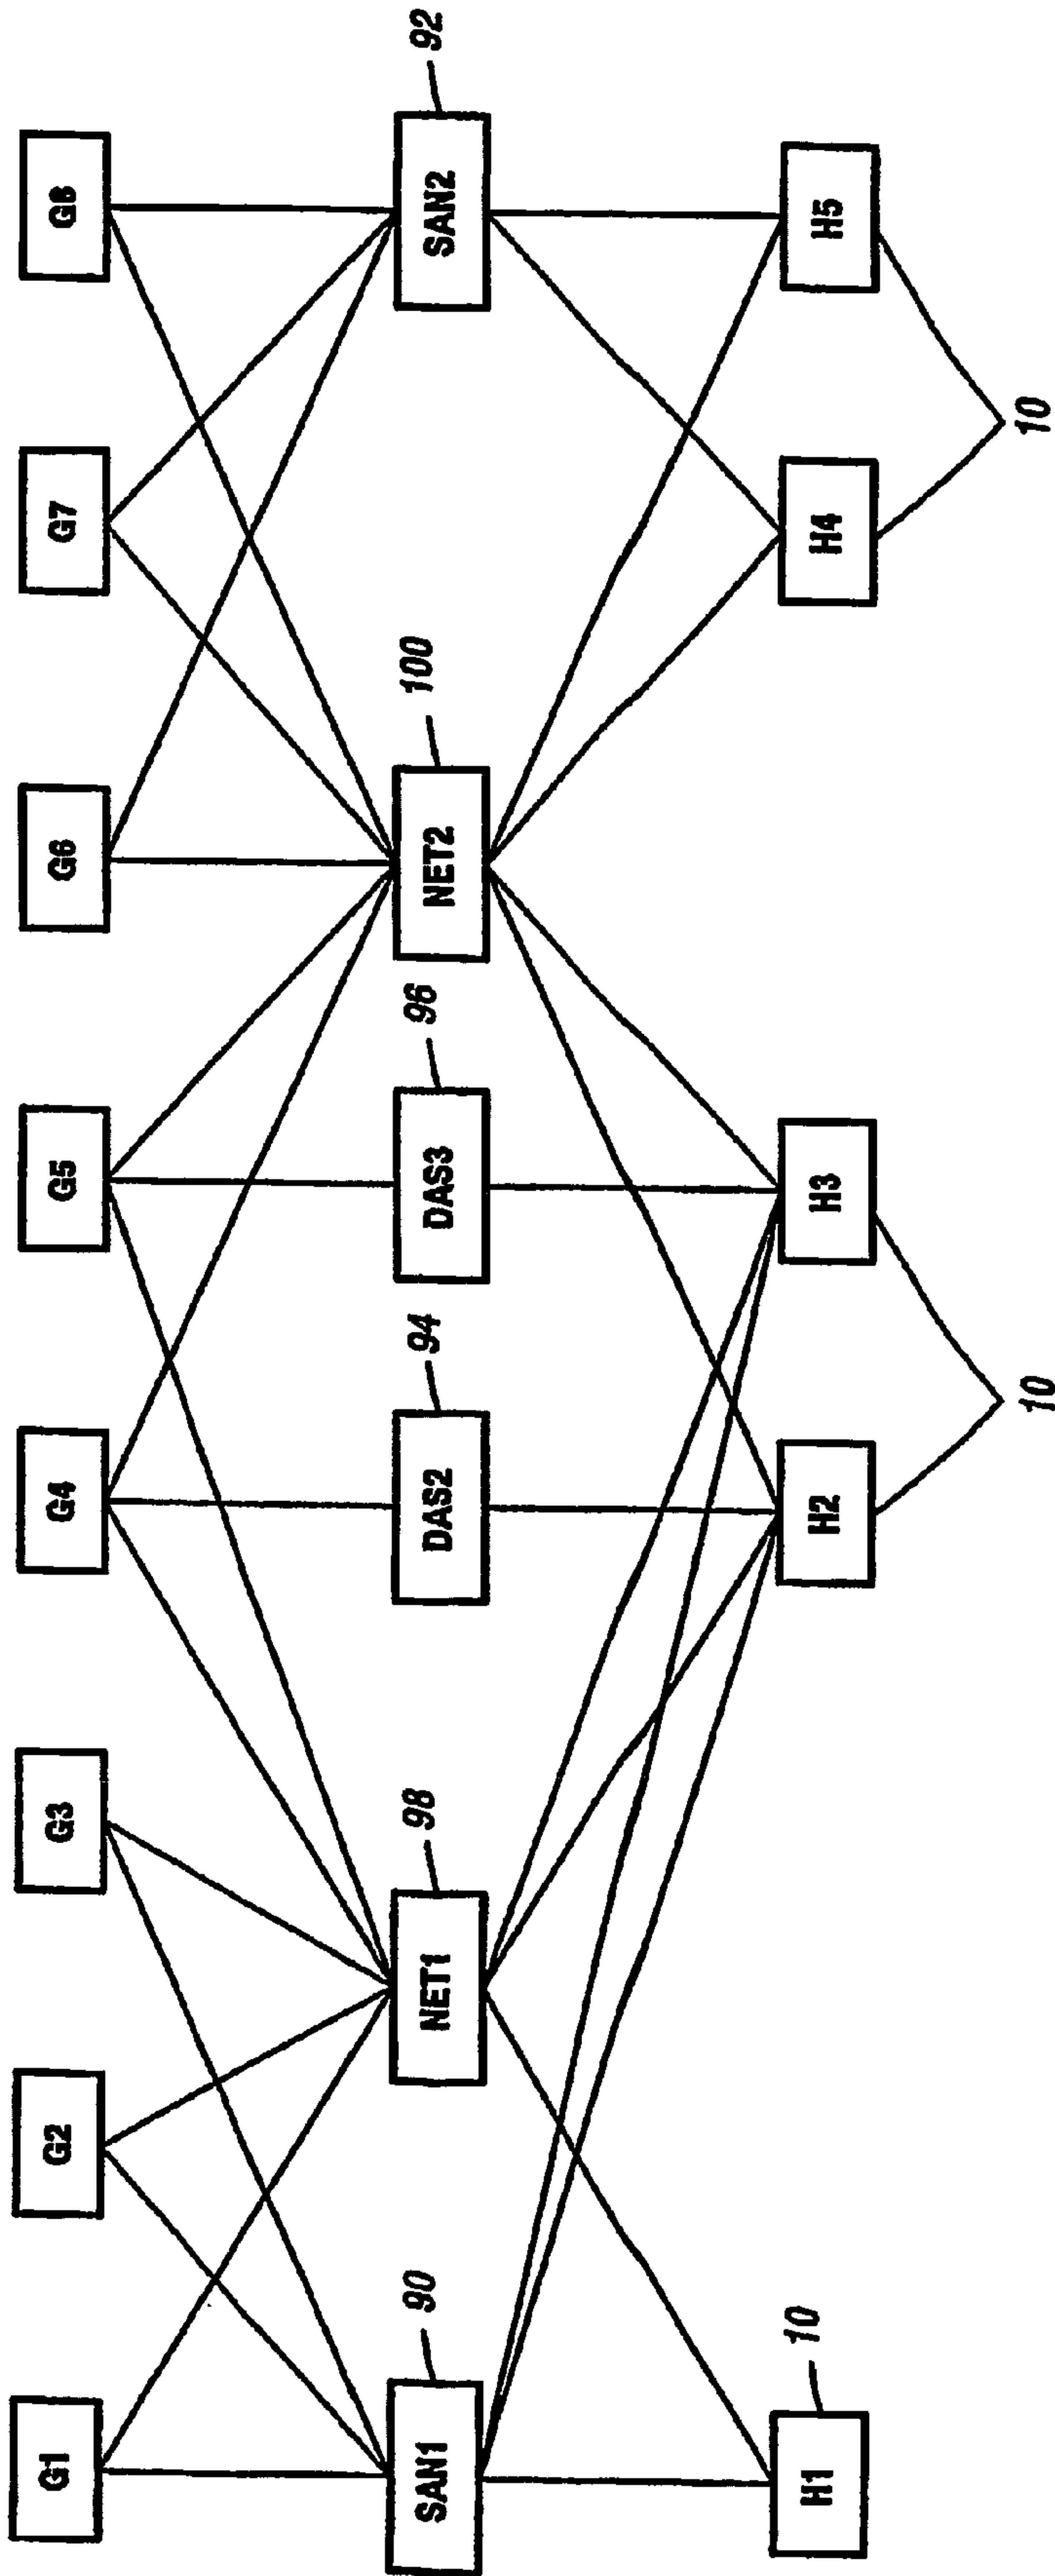 G1 G2 G3 G4 G5 G6 G7 G8
90 98 94 96 100 92
SAN1 NET1 DAS2 DAS3 NET2 SAN2
10
H1 H2 H3 H4 H5
10 10